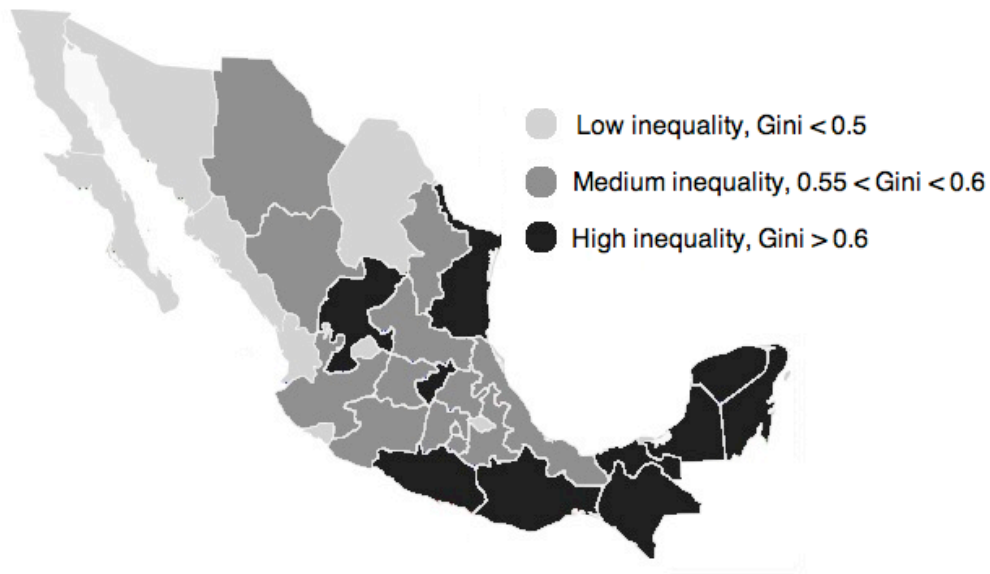 Low inequality, Gini < 0.5
Medium inequality, 0.55 < Gini < 0.6
High inequality, Gini > 0.6